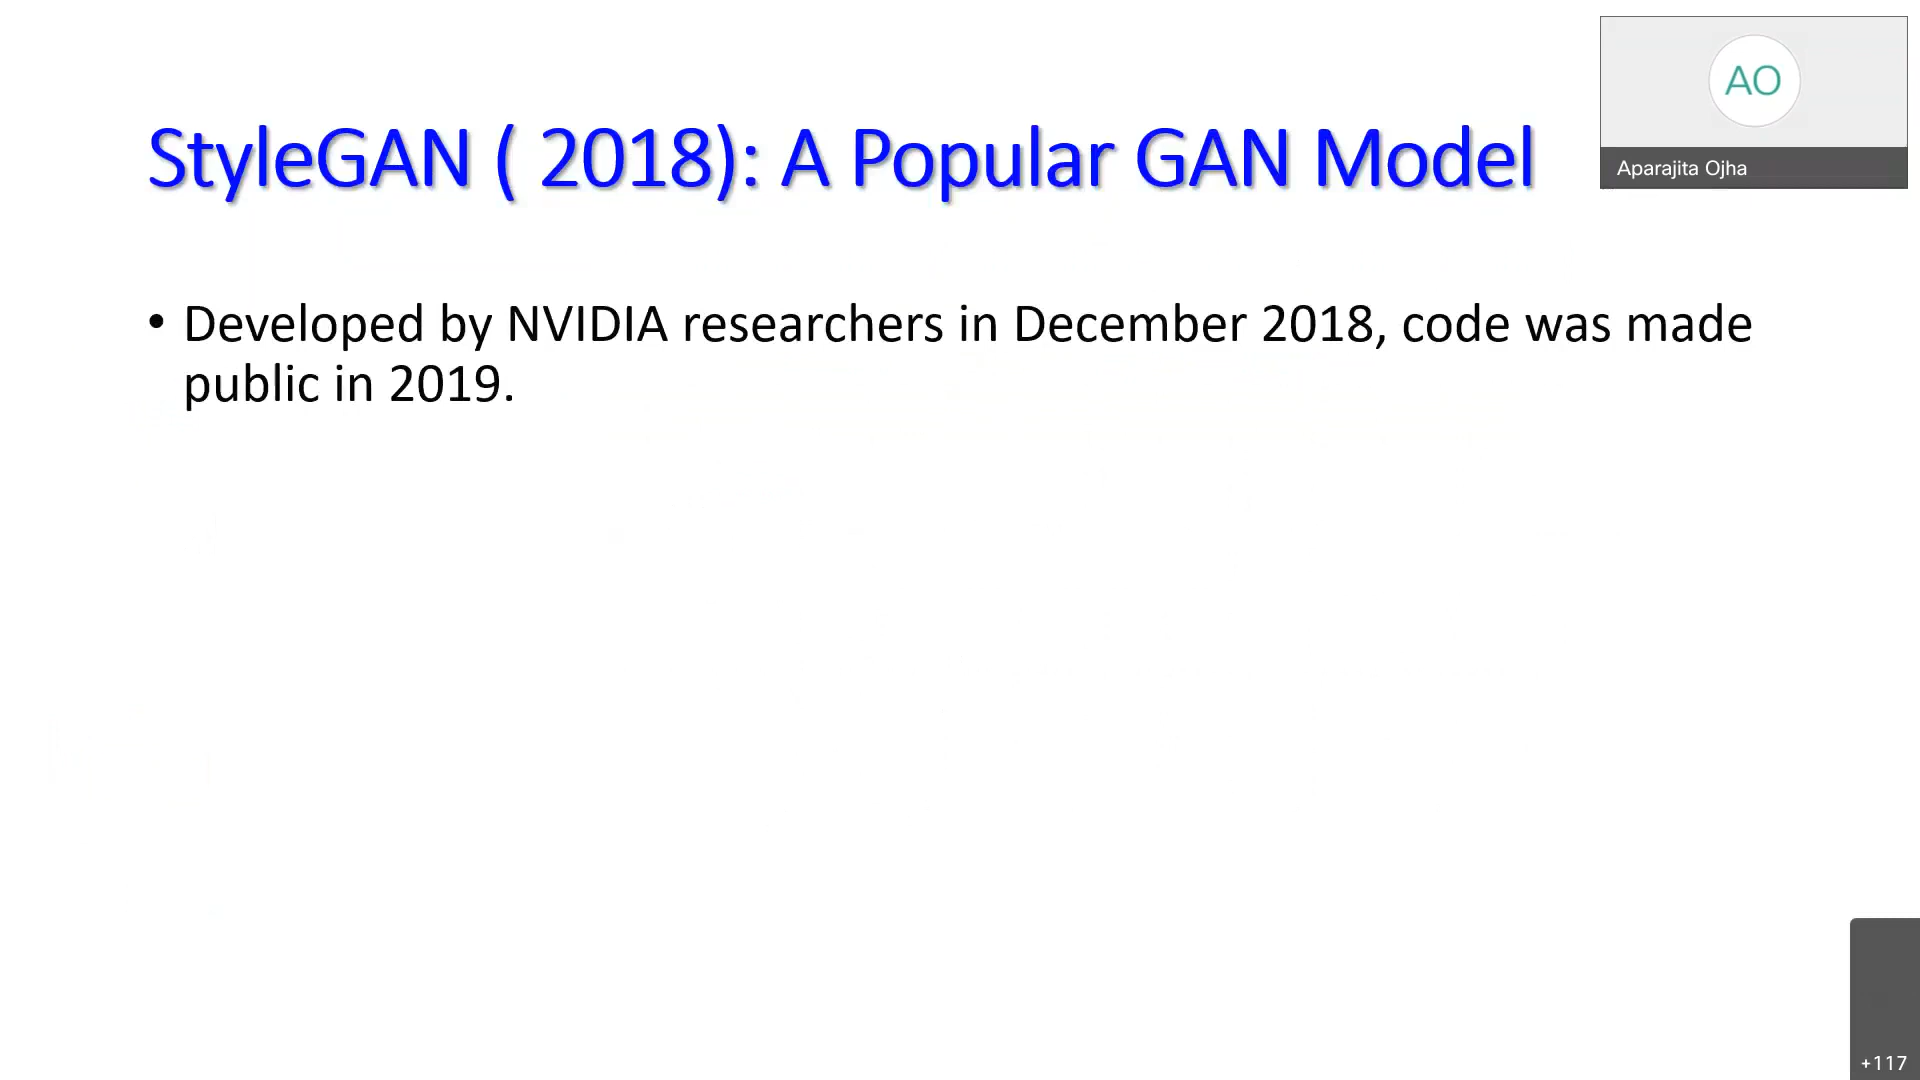 AO
Aparajita Ojha
StyleGAN ( 2018): A Popular GAN Model
• Developed by NVIDIA researchers in December 2018, code was made
public in 2019.
+117